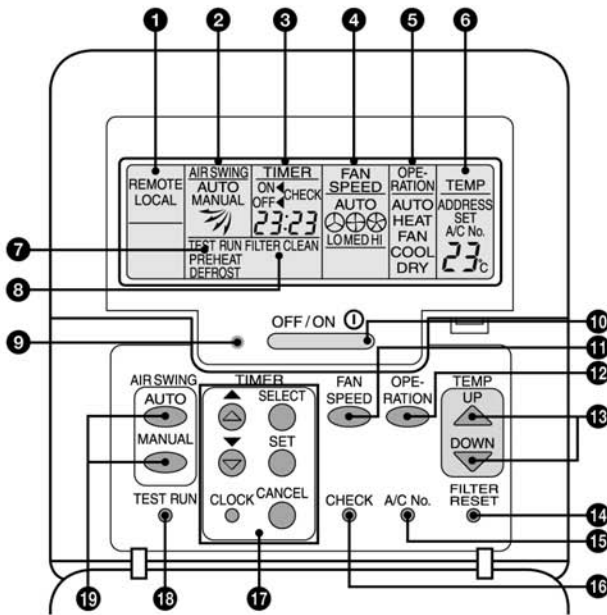 1 2 3 4 5 6
AIR SWING TIMER FAN SPEED OPE-RATION TEMP
REMOTE LOCAL
AUTO MANUAL
ON CHECK
OFF
23:23
AUTO
LO MED HI
AUTO
HEAT
FAN
COOL
DRY
ADDRESS
SET
A/C No.
23°C
7 TEST RUN FILTER CLEAN
PREHEAT
8 DEFROST
9 OFF/ON 10
11
12
AIR SWING TIMER FAN SPEED OPE-RATION TEMP
AUTO SELECT UP
13
MANUAL SET DOWN
TEST RUN CLOCK CANCEL CHECK A/C No. FILTER RESET
14
15
19 18 17 16